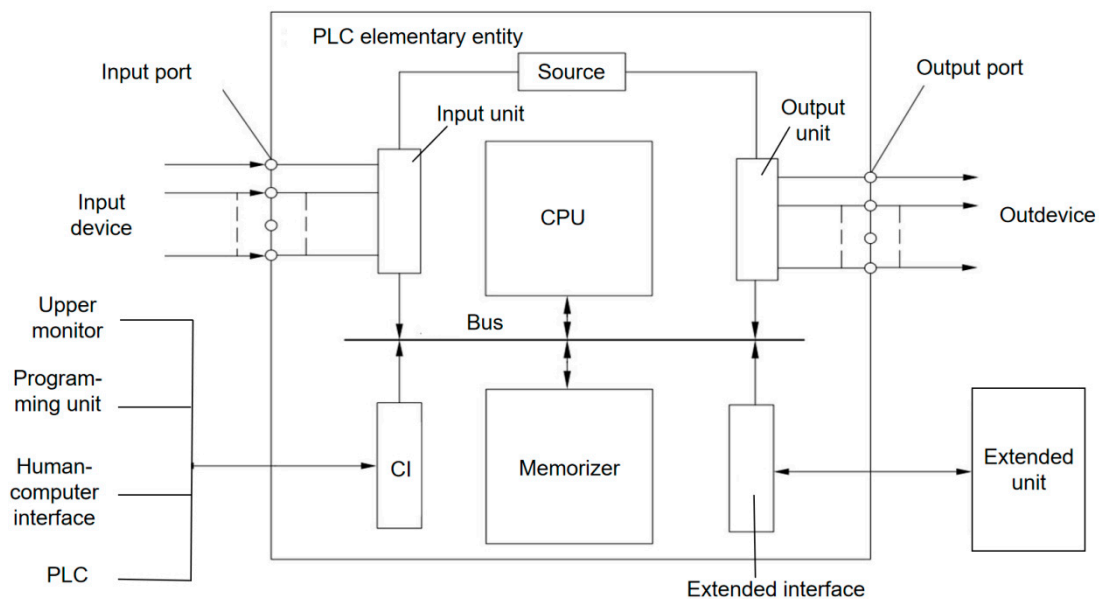 PLC elementary entity
Source
Input port
Output port
Input unit
Output
unit
CPU
Input
device
Outdevice
Bus
Upper
monitor
Program-
ming unit
Human-
computer
interface
PLC
CI
Memorizer
Extended
unit
Extended interface